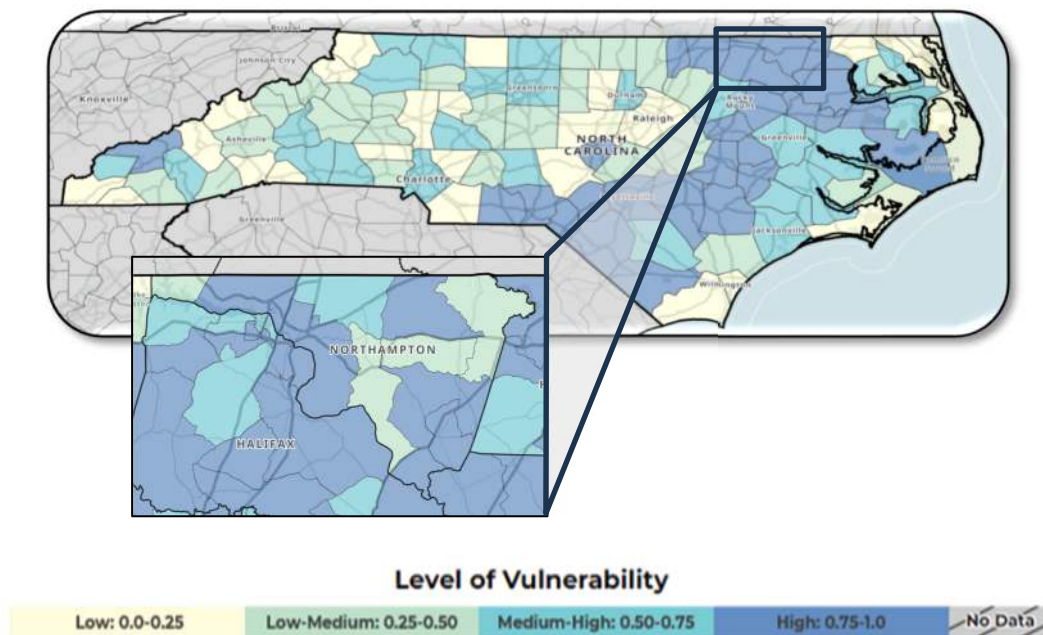 Bristol
Johnson City
Knoxville
Greensboro
Durham
Rocky
Mount
Raleigh
Asheville
NORTH
CAROLINA
Greenville
Charlotte
Greenville
Jacksonville
Wilmington
NORTHAMPTON
HALIFAX
H
Level of Vulnerability
Low: 0.0-0.25 Low-Medium: 0.25-0.50 Medium-High: 0.50-0.75 High: 0.75-1.0 No Data